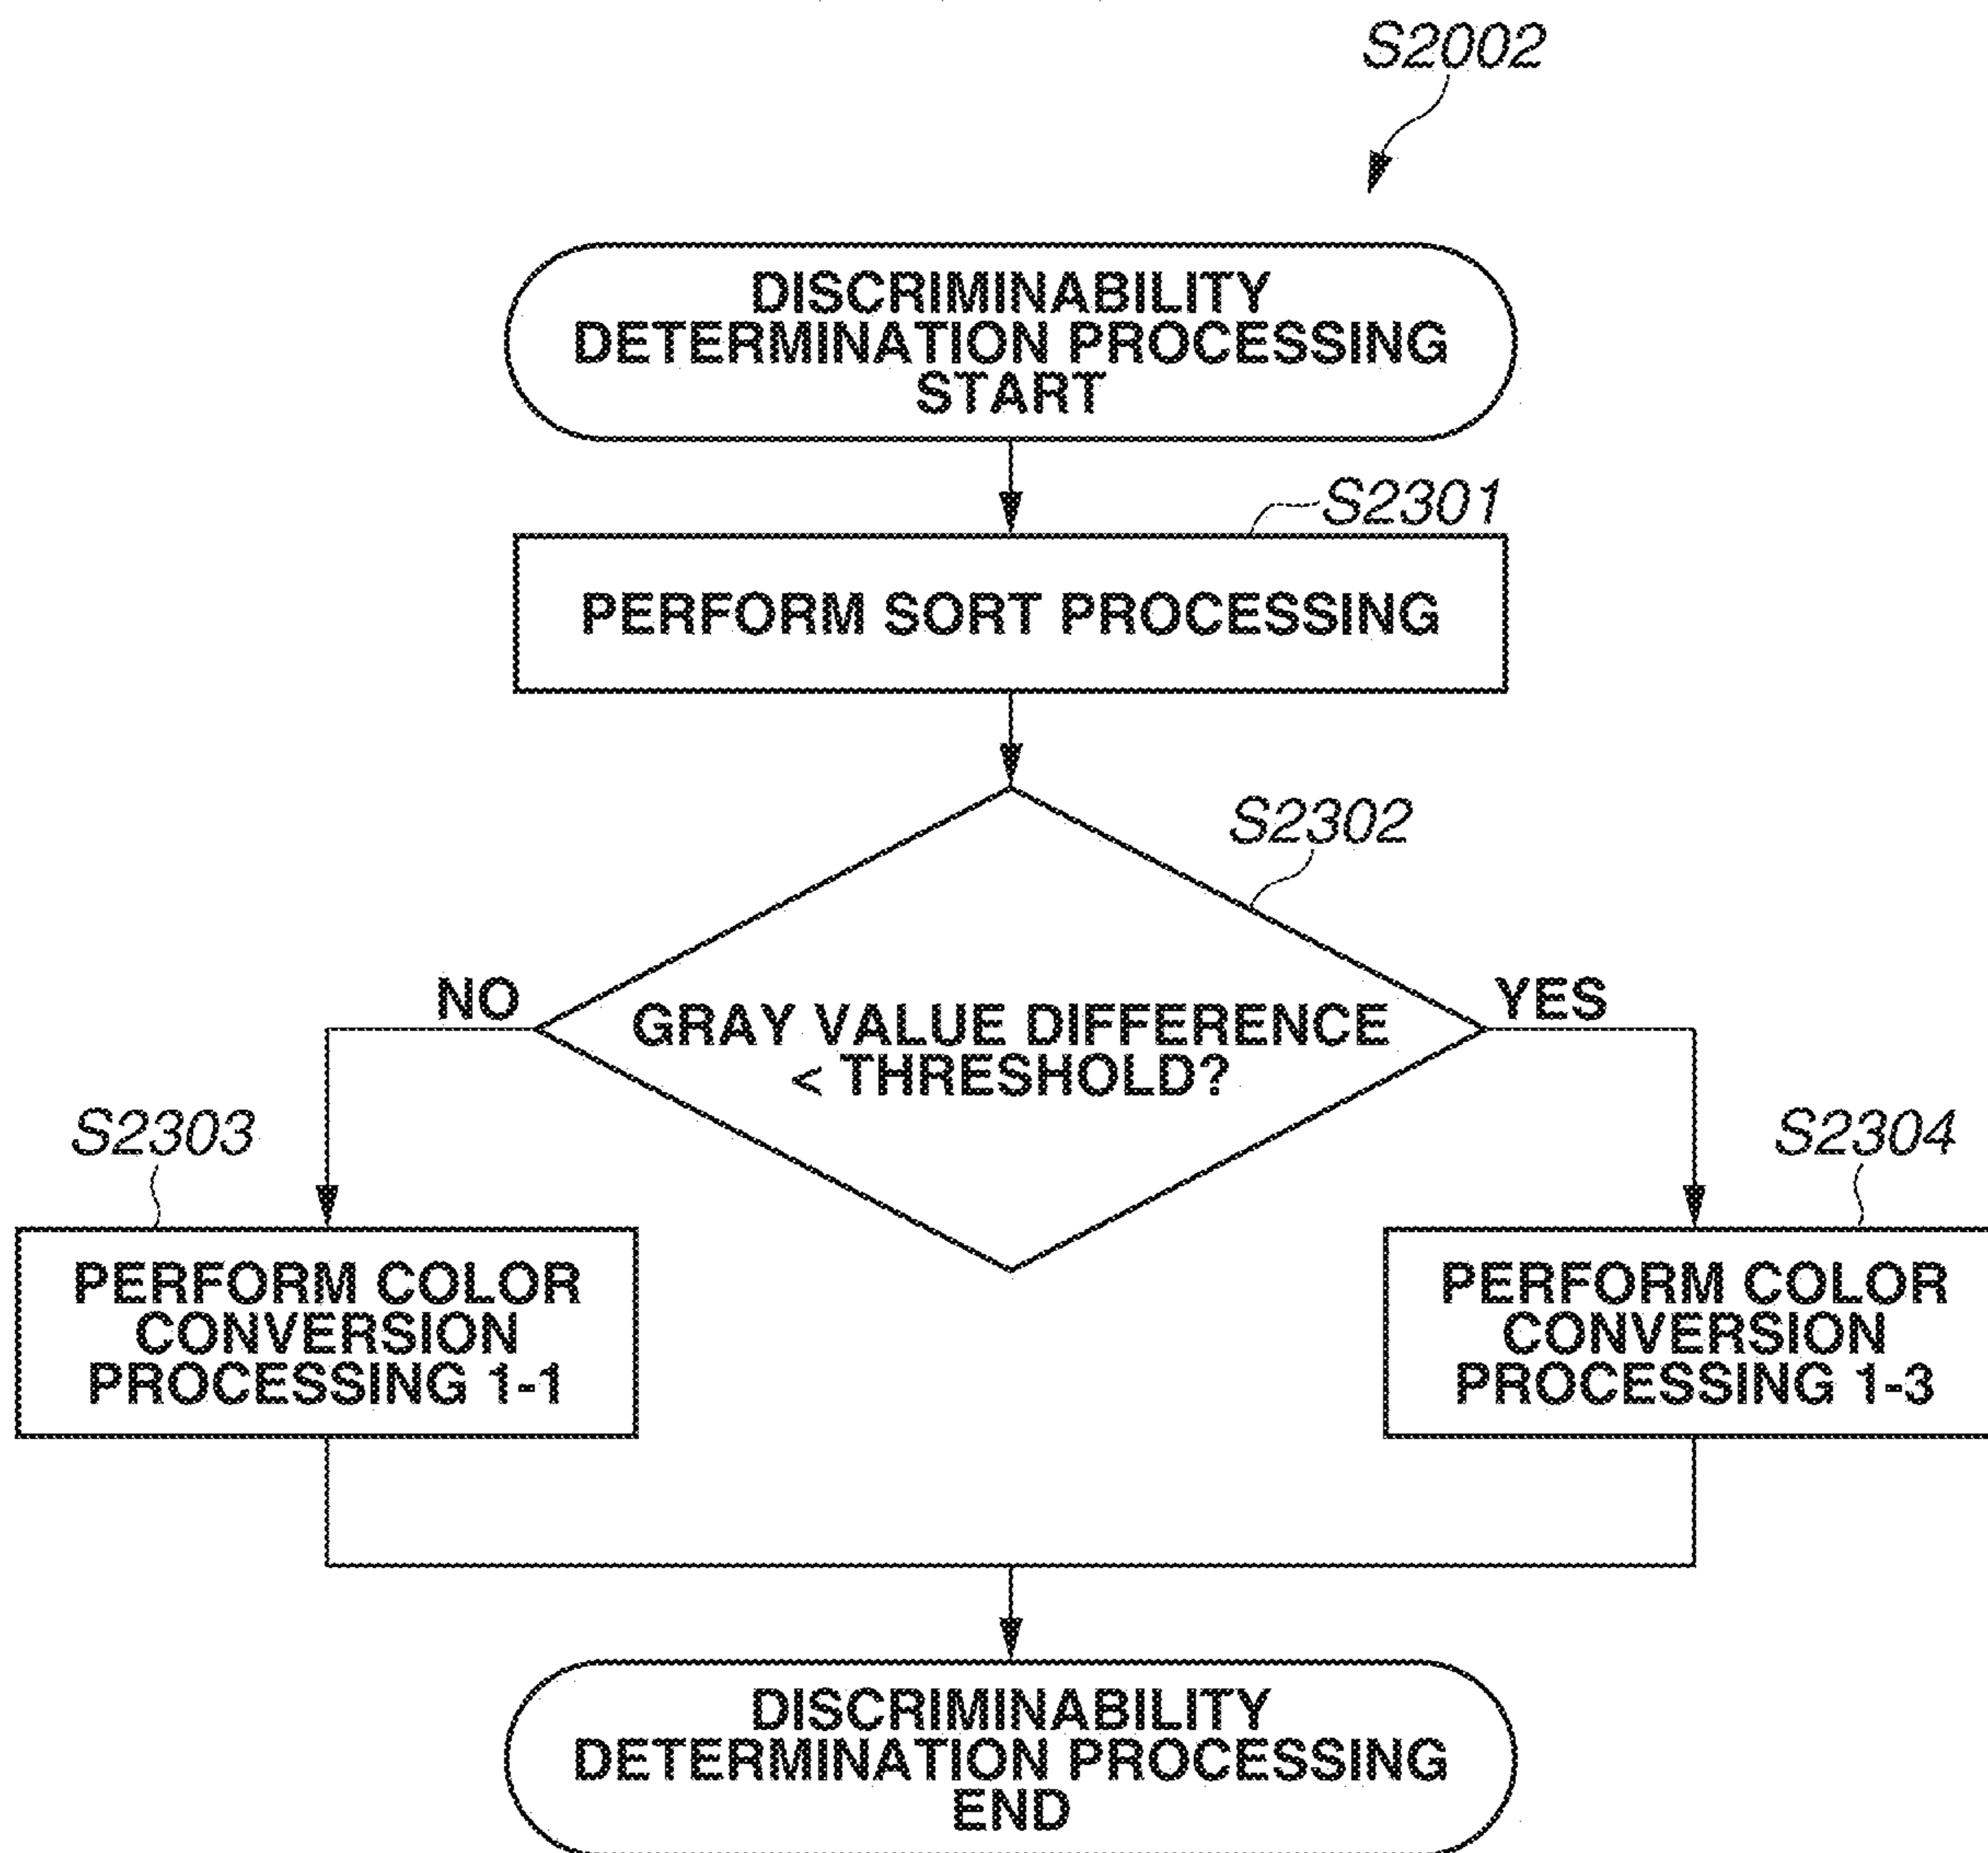 S2002
DISCRIMINABILITY
DETERMINATION PROCESSING
START
S2301
PERFORM SORT PROCESSING
S2302
GRAY VALUE DIFFERENCE
< THRESHOLD?
NO
YES
S2303
PERFORM COLOR
CONVERSION
PROCESSING 1-1
S2304
PERFORM COLOR
CONVERSION
PROCESSING 1-3
DISCRIMINABILITY
DETERMINATION PROCESSING
END